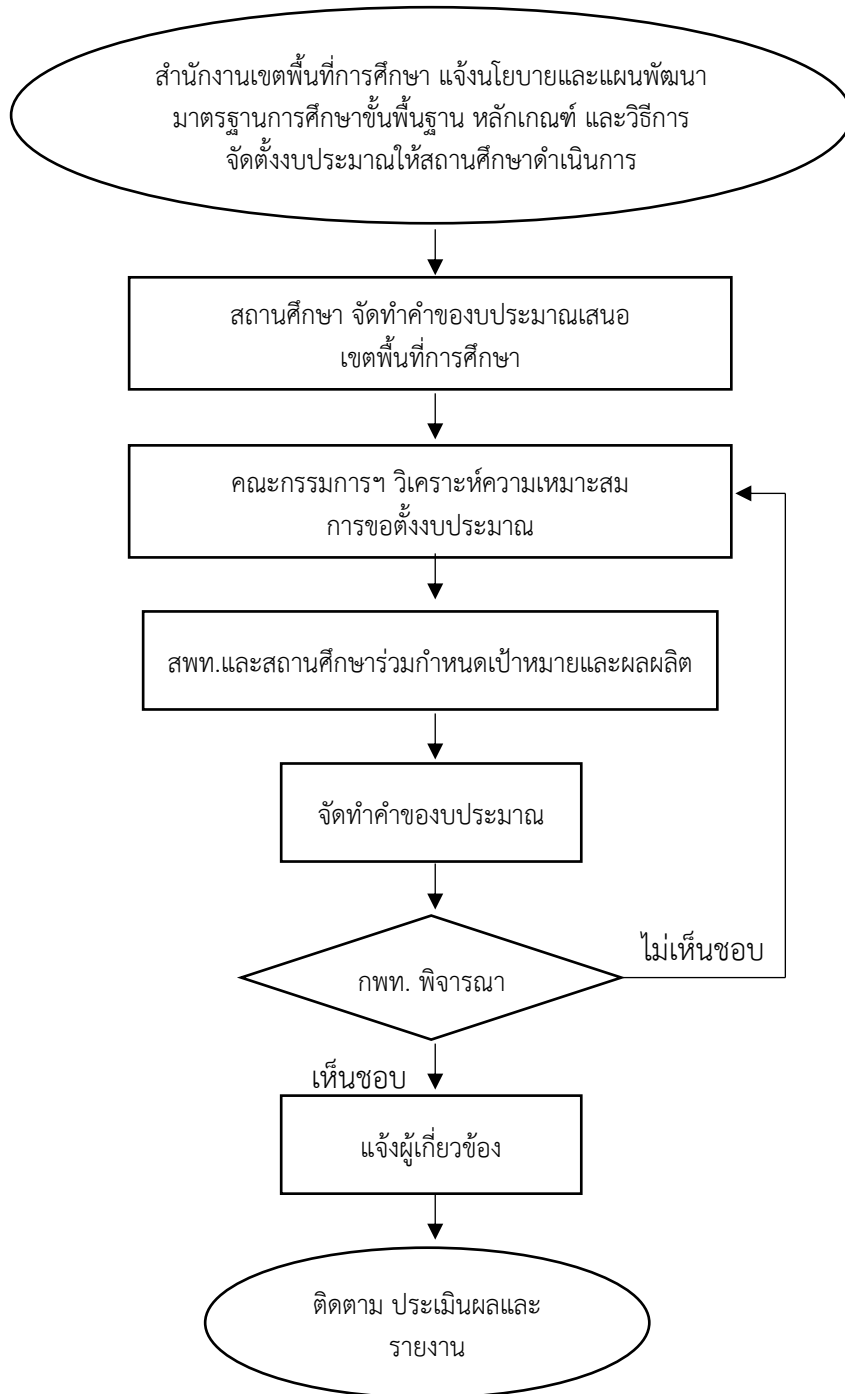 สำนักงานเขตพื้นที่การศึกษา แจ้งนโยบายและแผนพัฒนา
มาตรฐานการศึกษาขั้นพื้นฐาน หลักเกณฑ์ และวิธีการ
จัดตั้งงบประมาณให้สถานศึกษาดำเนินการ
สถานศึกษา จัดทำคำของบประมาณเสนอ
เขตพื้นที่การศึกษา
คณะกรรมการฯ วิเคราะห์ความเหมาะสม
การขอตั้งงบประมาณ
สพท.และสถานศึกษาร่วมกำหนดเป้าหมายและผลผลิต
จัดทำคำของบประมาณ
ไม่เห็นชอบ
กพท. พิจารณา
เห็นชอบ
แจ้งผู้เกี่ยวข้อง
ติดตาม ประเมินผลและ
รายงาน